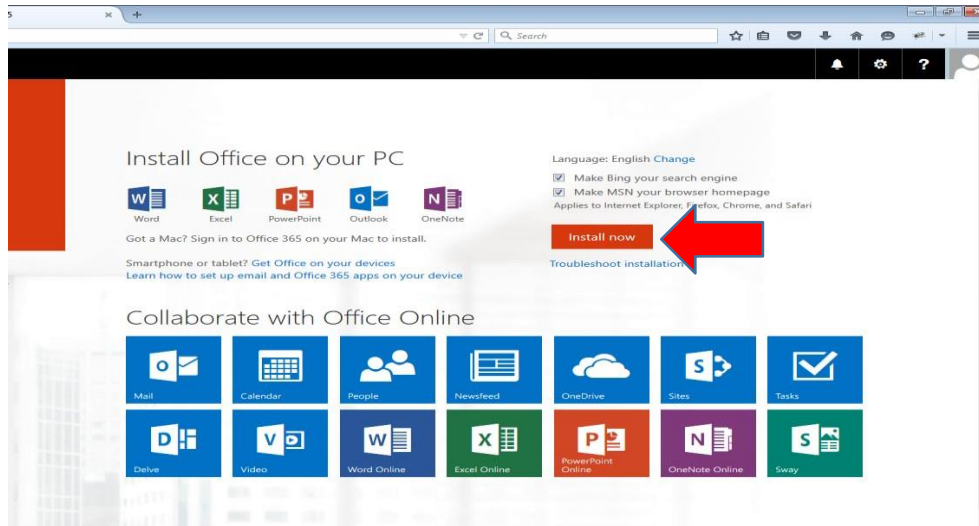 5
Search
?
Install Office on your PC
Word Excel PowerPoint Outlook OneNote
Got a Mac? Sign in to Office 365 on your Mac to install.
Smartphone or tablet? Get Office on your devices
Learn how to set up email and Office 365 apps on your device
Language: English Change
Make Bing your search engine
Make MSN your browser homepage
Applies to Internet Explorer, Firefox, Chrome, and Safari
Install now
Troubleshoot installation
Collaborate with Office Online
Mail Calendar People Newsfeed OneDrive Sites Tasks
Delve Video Word Online Excel Online PowerPoint Online OneNote Online Sway